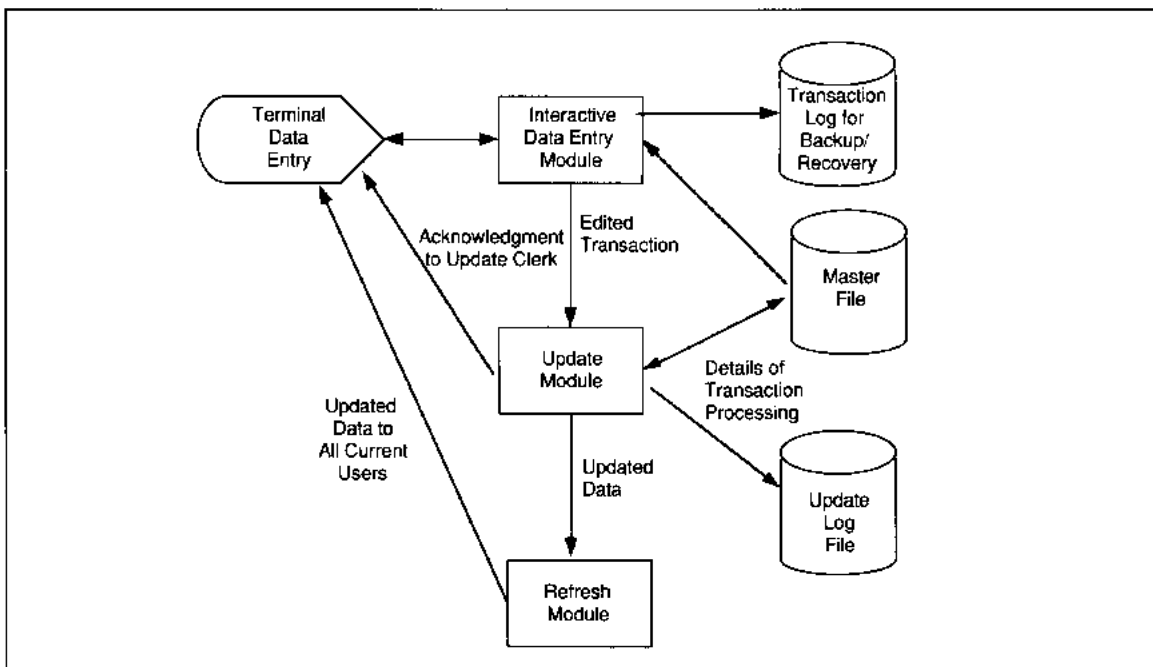 Terminal
Data
Entry
Interactive
Data Entry
Module
Transaction
Log for
Backup/
Recovery
Acknowledgment
to Update Clerk
Edited
Transaction
Master
File
Update
Module
Details of
Transaction
Processing
Updated
Data to
All Current
Users
Updated
Data
Update
Log
File
Refresh
Module